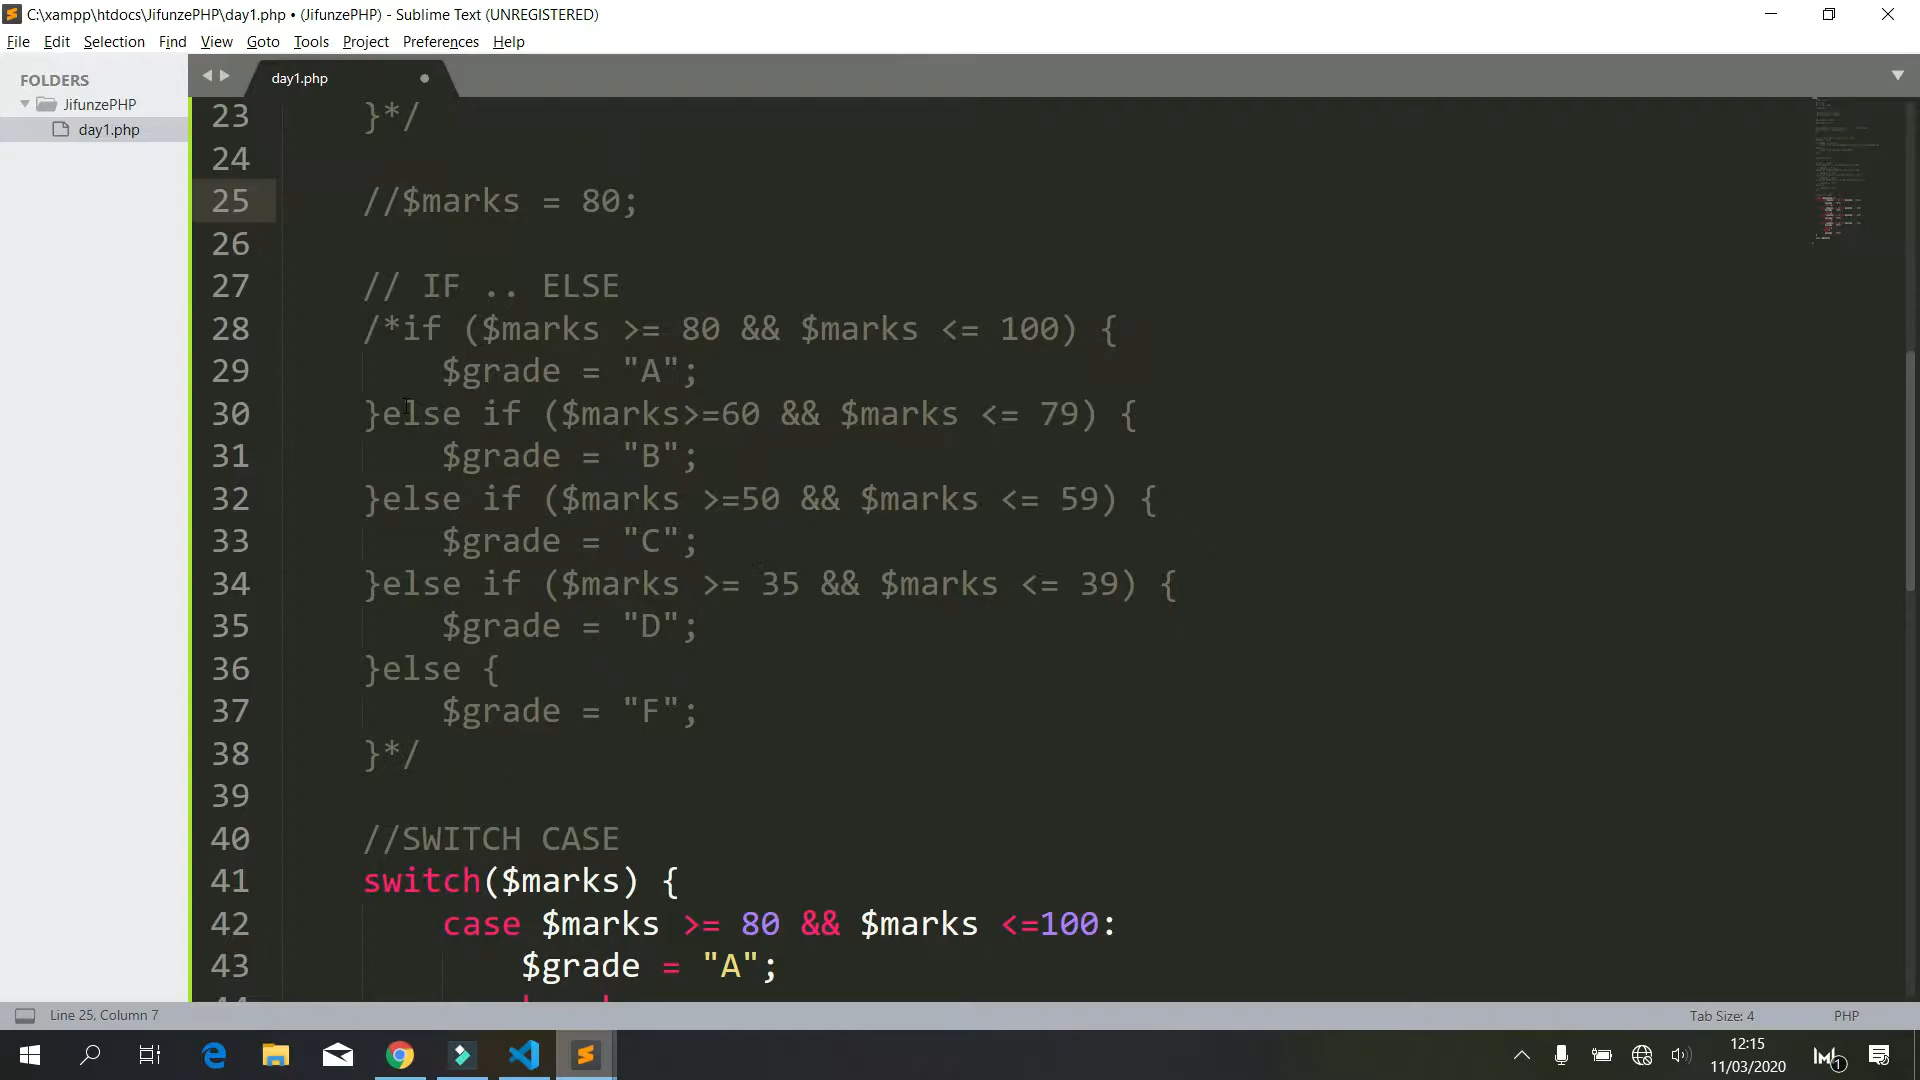 C:\xampp\htdocs\JifunzePHP\day1.php • (JifunzePHP) - Sublime Text (UNREGISTERED)
File Edit Selection Find View Goto Tools Project Preferences Help
FOLDERS
JifunzePHP
day1.php
day1.php
23 }*/
24
25 //$marks = 80;
26
27 // IF .. ELSE
28 /*if ($marks >= 80 && $marks <= 100) {
29 $grade = "A";
30 }else if ($marks>=60 && $marks <= 79) {
31 $grade = "B";
32 }else if ($marks >=50 && $marks <= 59) {
33 $grade = "C";
34 }else if ($marks >= 35 && $marks <= 39) {
35 $grade = "D";
36 }else {
37 $grade = "F";
38 }*/
39
40 //SWITCH CASE
41 switch($marks) {
42 case $marks >= 80 && $marks <=100:
43 $grade = "A";
Line 25, Column 7
Tab Size: 4
PHP
12:15
11/03/2020
1